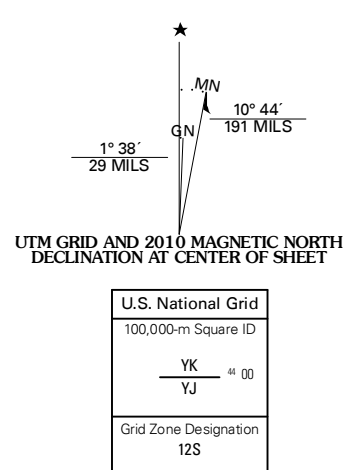 ★
MN
10° 44´
191 MILS
GN
1° 38´
29 MILS
UTM GRID AND 2010 MAGNETIC NORTH
DECLINATION AT CENTER OF SHEET
U.S. National Grid
100,000-m Square ID
YK
44 00
YJ
Grid Zone Designation
12S